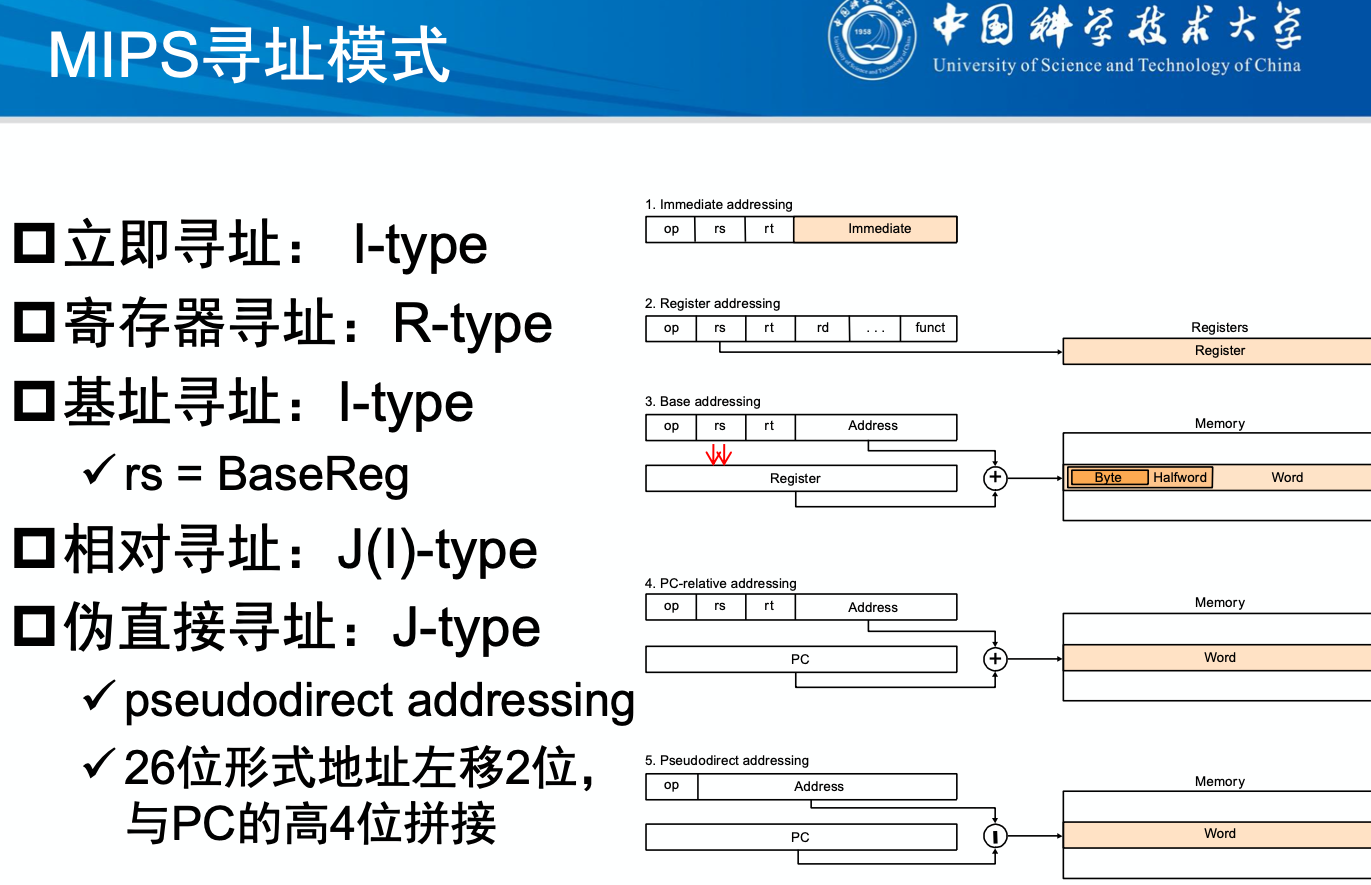 MIPS寻址模式
1958
中国科学技术大学
University of Science and Technology of China
立即寻址： I-type
寄存器寻址：R-type
基址寻址：I-type
rs = BaseReg
相对寻址：J(I)-type
伪直接寻址：J-type
pseudodirect addressing
26位形式地址左移2位，
与PC的高4位拼接
1. Immediate addressing
op rs rt Immediate
2. Register addressing
op rs rt rd . . . funct
Registers
Register
3. Base addressing
op rs rt Address
Memory
Register
+
Byte Halfword Word
4. PC-relative addressing
op rs rt Address
Memory
PC
+
Word
5. Pseudodirect addressing
op Address
Memory
PC
Word